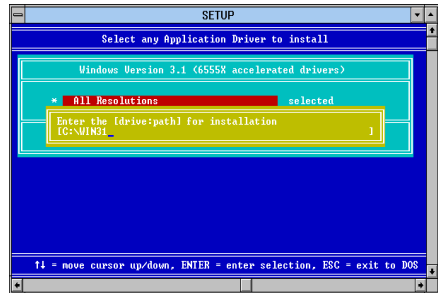 SETUP
Select any Application Driver to install
Windows Version 3.1 (6555X accelerated drivers)
* All Resolutions selected
Enter the [drive:path] for installation
[C:\WIN31_ ]
↑↓ = move cursor up/down, ENTER = enter selection, ESC = exit to DOS